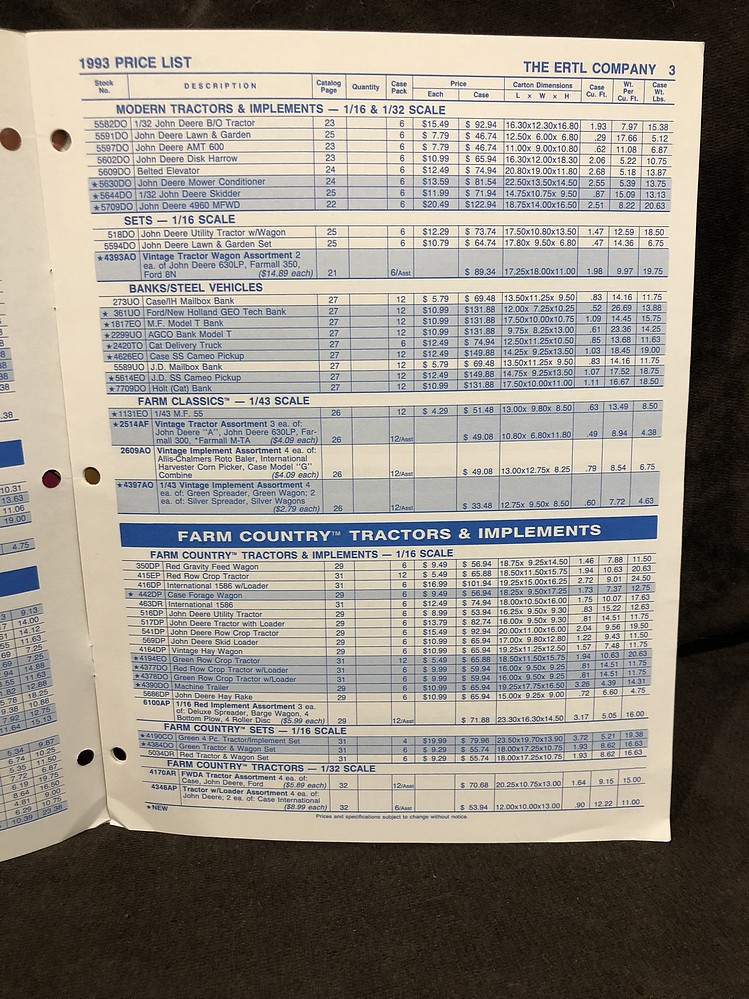 1993 PRICE LIST THE ERTL COMPANY 3
Stock No. DESCRIPTION Catalog Page Quantity Case Pack Price Each Case Carton Dimensions L x W x H Case Cu. Ft. Wt. Per Cu. Ft. Case Wt. Lbs.
MODERN TRACTORS & IMPLEMENTS — 1/16 & 1/32 SCALE
5582DO 1/32 John Deere B/O Tractor 23 6 $15.49 $ 92.94 16.30x12.30x16.80 1.93 7.97 15.38
5591DO John Deere Lawn & Garden 25 6 $ 7.79 $ 46.74 12.50x 6.00x 6.80 .29 17.66 5.12
5597DO John Deere AMT 600 23 6 $ 7.79 $ 46.74 11.00x 9.00x10.80 .62 11.08 6.87
5602DO John Deere Disk Harrow 23 6 $10.99 $ 65.94 16.30x12.00x18.30 2.06 5.22 10.75
5609DO Belted Elevator 24 6 $12.49 $ 74.94 20.80x19.00x11.80 2.68 5.18 13.87
★5630DO John Deere Mower Conditioner 24 6 $13.59 $ 81.54 22.50x13.50x14.50 2.55 5.39 13.75
★5644DO 1/32 John Deere Skidder 25 6 $11.99 $ 71.94 14.75x10.75x 9.50 .87 15.09 13.13
★5709DO John Deere 4960 MFWD 22 6 $20.49 $122.94 18.75x14.00x16.50 2.51 8.22 20.63
SETS — 1/16 SCALE
518DO John Deere Utility Tractor w/Wagon 25 6 $12.29 $ 73.74 17.50x10.80x13.50 1.47 12.59 18.50
5594DO John Deere Lawn & Garden Set 25 6 $10.79 $ 64.74 17.80x 9.50x 6.80 .47 14.36 6.75
★4393AO Vintage Tractor Wagon Assortment 2
ea. of John Deere 630LP, Farmall 350,
Ford 8N ($14.89 each) 21 6/Asst $ 89.34 17.25x18.00x11.00 1.98 9.97 19.75
BANKS/STEEL VEHICLES
273UO Case/IH Mailbox Bank 27 12 $ 5.79 $ 69.48 13.50x11.25x 9.50 .83 14.16 11.75
★ 361UO Ford/New Holland GEO Tech Bank 27 12 $10.99 $131.88 12.00x 7.25x10.25 .52 26.69 13.88
★1817EO M.F. Model T Bank 27 12 $10.99 $131.88 17.50x10.00x10.75 1.09 14.45 15.75
★2299UO AGCO Bank Model T 27 12 $10.99 $131.88 9.75x 8.25x13.00 .61 23.36 14.25
★2420TO Cat Delivery Truck 27 6 $12.49 $ 74.94 12.50x11.25x10.50 .85 13.68 11.63
★4626EO Case SS Cameo Pickup 27 12 $12.49 $149.88 14.25x 9.25x13.50 1.03 18.45 19.00
5589UO J.D. Mailbox Bank 27 12 $ 5.79 $ 69.48 13.50x11.25x 9.50 .83 14.16 11.75
★5614EO J.D. SS Cameo Pickup 27 12 $12.49 $149.88 14.75x 9.25x13.50 1.07 17.52 18.75
★7709DO Holt (Cat) Bank 27 12 $10.99 $131.88 17.50x10.00x11.00 1.11 16.67 18.50
FARM CLASSICS™ — 1/43 SCALE
★1131EO 1/43 M.F. 55 26 12 $ 4.29 $ 51.48 13.00x 9.80x 8.50 .63 13.49 8.50
★2514AF Vintage Tractor Assortment 3 ea. of:
John Deere "A", John Deere 630LP, Far-
mall 300, *Farmall M-TA ($4.09 each) 26 12/Asst $ 49.08 10.80x 6.80x11.80 .49 8.94 4.38
2609AO Vintage Implement Assortment 4 ea. of:
Allis-Chalmers Roto Baler, International
Harvester Corn Picker, Case Model "G"
Combine ($4.09 each) 26 12/Asst $ 49.08 13.00x12.75x 8.25 .79 8.54 6.75
★4397AO 1/43 Vintage Implement Assortment 4
ea. of: Green Spreader, Green Wagon; 2
ea. of: Silver Spreader, Silver Wagons
($2.79 each) 26 12/Asst $ 33.48 12.75x 9.50x 8.50 .60 7.72 4.63
FARM COUNTRY™ TRACTORS & IMPLEMENTS
FARM COUNTRY™ TRACTORS & IMPLEMENTS — 1/16 SCALE
350DP Red Gravity Feed Wagon 29 6 $ 9.49 $ 56.94 18.75x 9.25x14.50 1.46 7.88 11.50
415EP Red Row Crop Tractor 31 12 $ 5.49 $ 65.88 18.50x11.50x15.75 1.94 10.63 20.63
416DP International 1586 w/Loader 31 6 $16.99 $101.94 19.25x15.00x16.25 2.72 9.01 24.50
★ 442DP Case Forage Wagon 29 6 $ 9.49 $ 56.94 18.25x 9.25x17.25 1.73 7.37 12.75
463DR International 1586 31 6 $12.49 $ 74.94 18.00x10.50x16.00 1.75 10.07 17.63
516DP John Deere Utility Tractor 29 6 $ 8.99 $ 53.94 16.25x 9.50x 9.30 .83 15.22 12.63
517DP John Deere Tractor with Loader 29 6 $13.79 $ 82.74 16.00x 9.50x 9.30 .81 14.51 11.75
541DP John Deere Row Crop Tractor 29 6 $15.49 $ 92.94 20.00x11.00x16.00 2.04 9.56 19.50
569DP John Deere Skid Loader 29 6 $10.99 $ 65.94 17.00x 9.80x12.80 1.22 9.43 11.50
4164DP Vintage Hay Wagon 29 6 $10.99 $ 65.94 19.25x11.25x12.50 1.57 7.48 11.75
★4194EO Green Row Crop Tractor 31 12 $ 5.49 $ 65.88 18.50x11.50x15.75 1.94 10.63 20.63
★4377DO Red Row Crop Tractor w/Loader 31 6 $ 9.99 $ 59.94 16.00x 9.50x 9.25 .81 14.51 11.75
★4378DO Green Row Crop Tractor w/Loader 31 6 $ 9.99 $ 59.94 16.00x 9.50x 9.25 .81 14.51 11.75
★4390DO Machine Trailer 29 6 $10.99 $ 65.94 19.25x17.75x16.50 3.26 4.39 14.31
5686DP John Deere Hay Rake 29 6 $10.99 $ 65.94 15.00x 9.25x 9.00 .72 6.60 4.75
6100AP 1/16 Red Implement Assortment 3 ea.
of: Deluxe Spreader, Barge Wagon, 4
Bottom Plow, 4 Roller Disc ($5.99 each) 29 12/Asst $ 71.88 23.30x16.30x14.50 3.17 5.05 16.00
FARM COUNTRY™ SETS — 1/16 SCALE
★4190CO Green 4 Pc. Tractor/Implement Set 31 4 $19.99 $ 79.96 23.50x19.70x13.90 3.72 5.21 19.38
★4384DO Green Tractor & Wagon Set 31 6 $ 9.29 $ 55.74 18.00x17.25x10.75 1.93 8.62 16.63
5034DR Red Tractor & Wagon Set 31 6 $ 9.29 $ 55.74 18.00x17.25x10.75 1.93 8.62 16.63
FARM COUNTRY™ TRACTORS — 1/32 SCALE
4170AR FWDA Tractor Assortment 4 ea. of:
Case, John Deere, Ford ($5.89 each) 32 12/Asst $ 70.68 20.25x10.75x13.00 1.64 9.15 15.00
4348AP Tractor w/Loader Assortment 4 ea. of:
John Deere; 2 ea. of: Case International
($8.99 each) 32 6/Asst $ 53.94 12.00x10.00x13.00 .90 12.22 11.00
★NEW
Prices and specifications subject to change without notice.